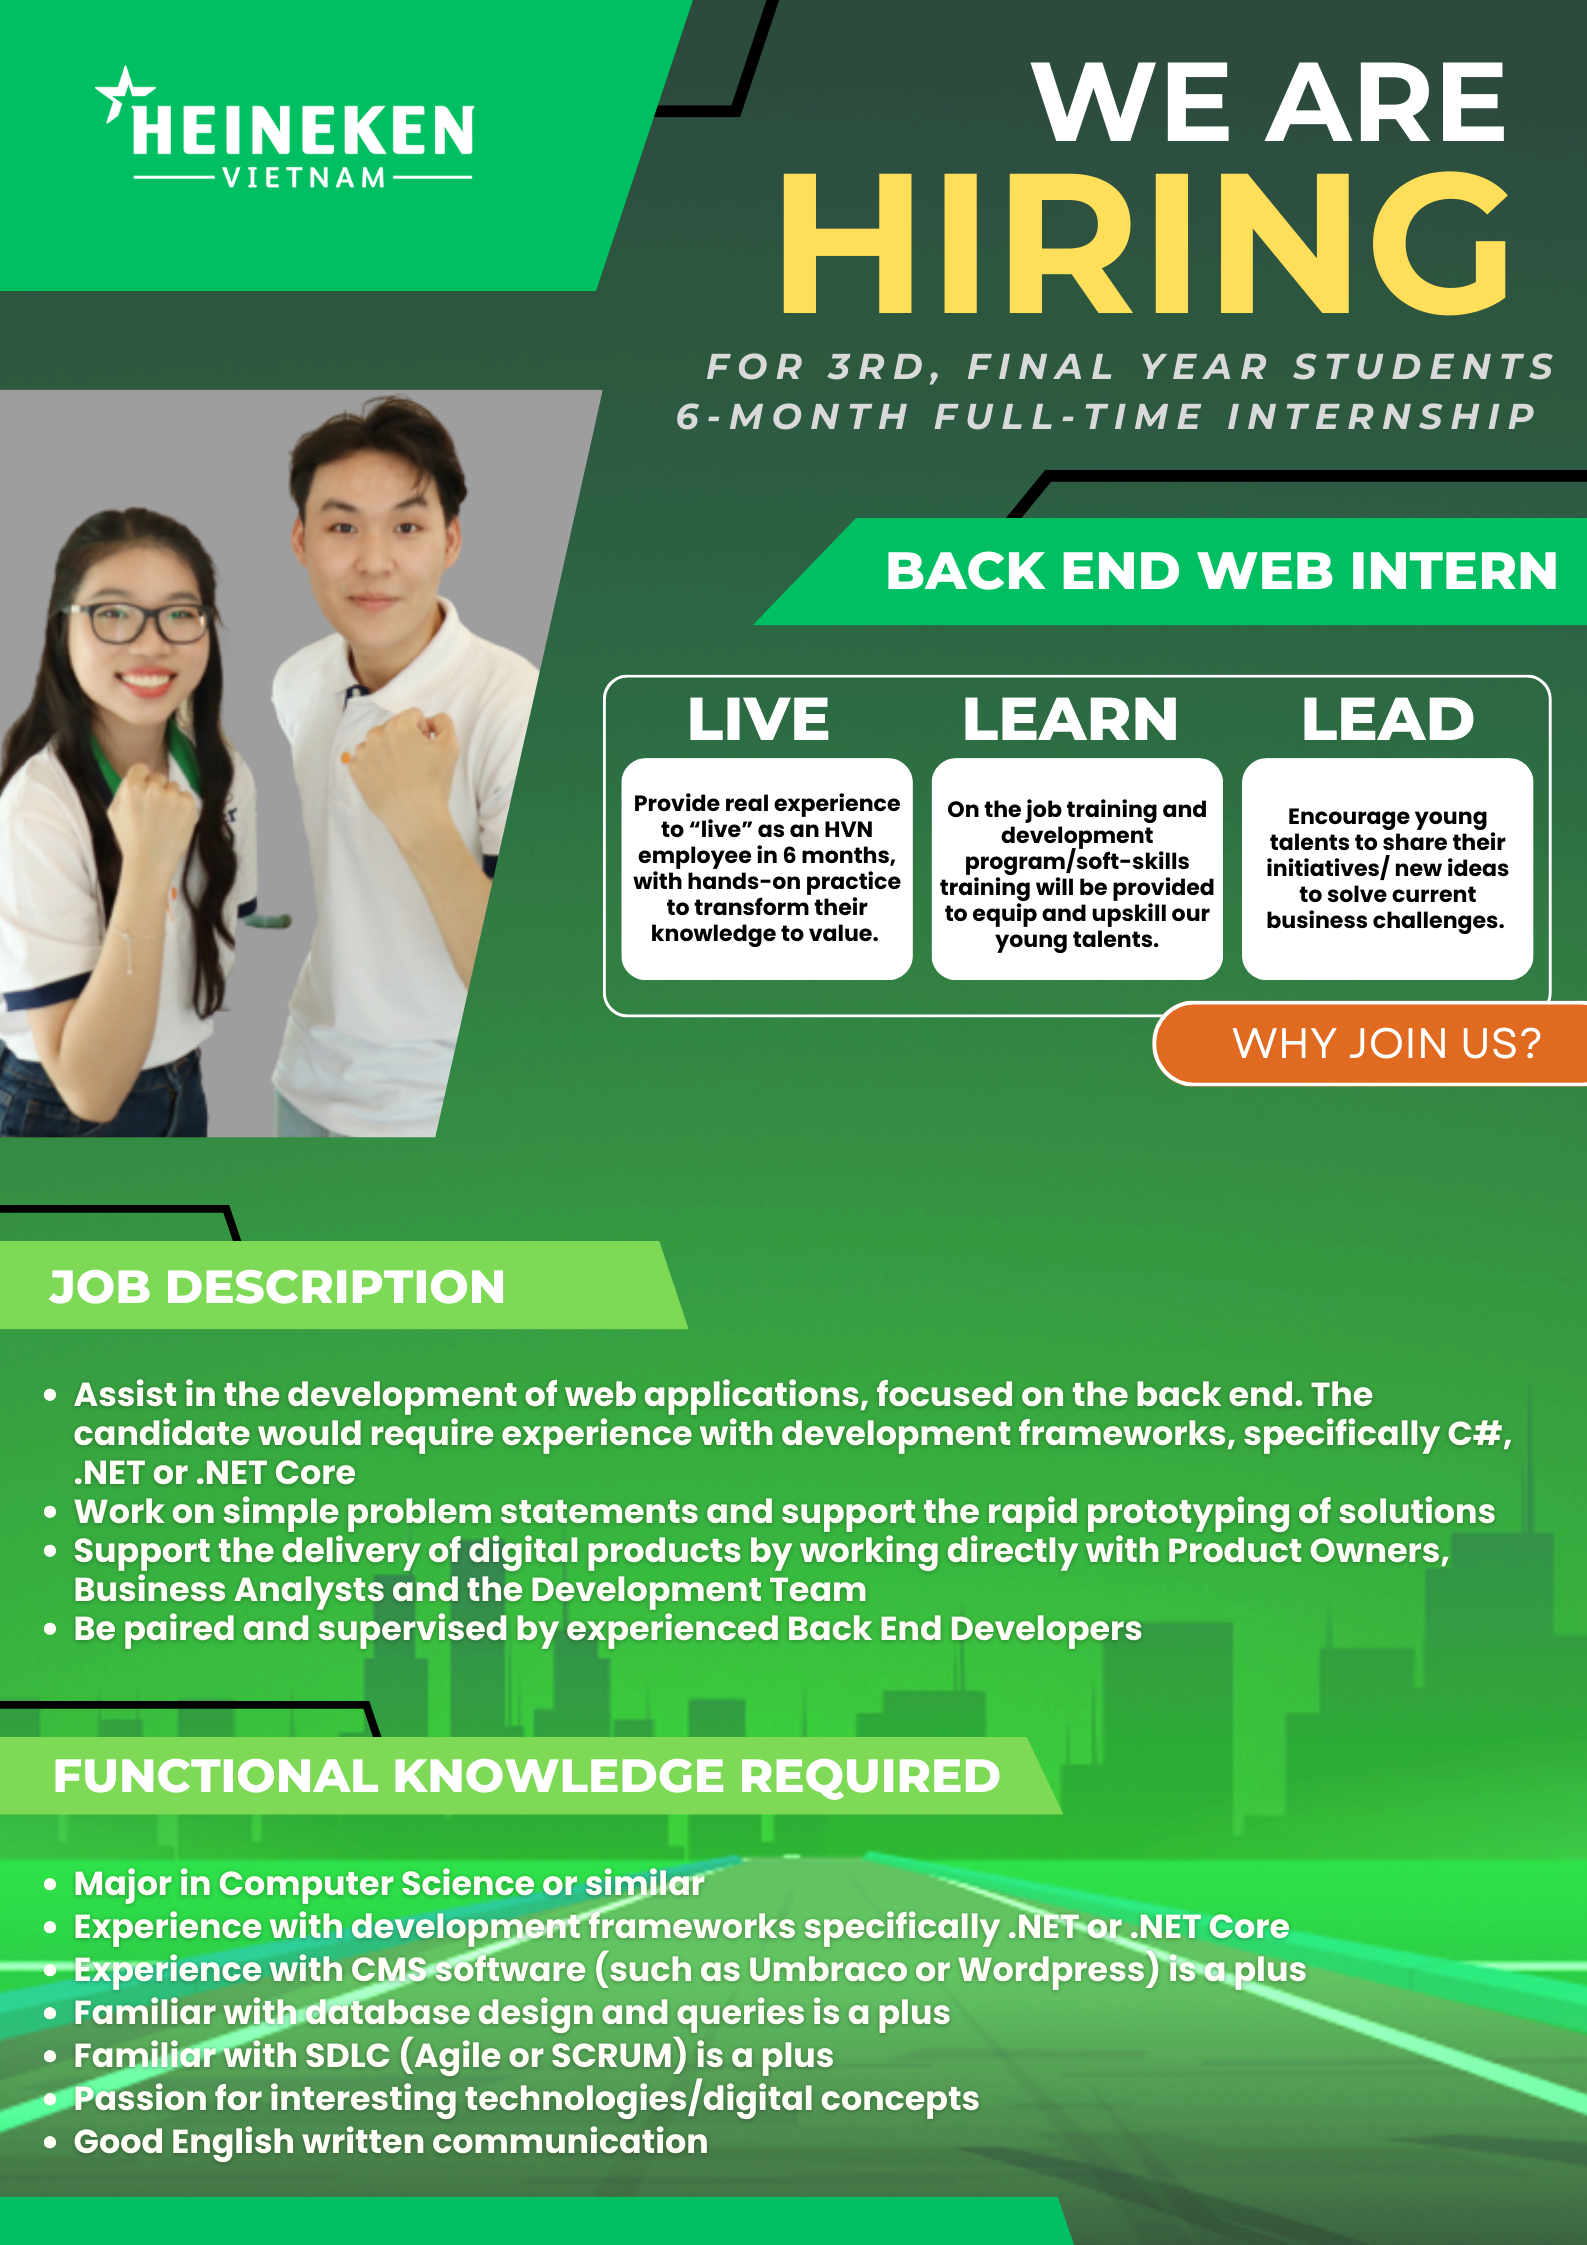 HEINEKEN
VIETNAM
WE ARE
HIRING
FOR 3RD, FINAL YEAR STUDENTS
6-MONTH FULL-TIME INTERNSHIP
BACK END WEB INTERN
LIVE
Provide real experience
to “live” as an HVN
employee in 6 months,
with hands-on practice
to transform their
knowledge to value.
LEARN
On the job training and
development
program/soft-skills
training will be provided
to equip and upskill our
young talents.
LEAD
Encourage young
talents to share their
initiatives/ new ideas
to solve current
business challenges.
WHY JOIN US?
JOB DESCRIPTION
• Assist in the development of web applications, focused on the back end. The
candidate would require experience with development frameworks, specifically C#,
.NET or .NET Core
• Work on simple problem statements and support the rapid prototyping of solutions
• Support the delivery of digital products by working directly with Product Owners,
Business Analysts and the Development Team
• Be paired and supervised by experienced Back End Developers
FUNCTIONAL KNOWLEDGE REQUIRED
• Major in Computer Science or similar
• Experience with development frameworks specifically .NET or .NET Core
• Experience with CMS software (such as Umbraco or Wordpress) is a plus
• Familiar with database design and queries is a plus
• Familiar with SDLC (Agile or SCRUM) is a plus
• Passion for interesting technologies/digital concepts
• Good English written communication